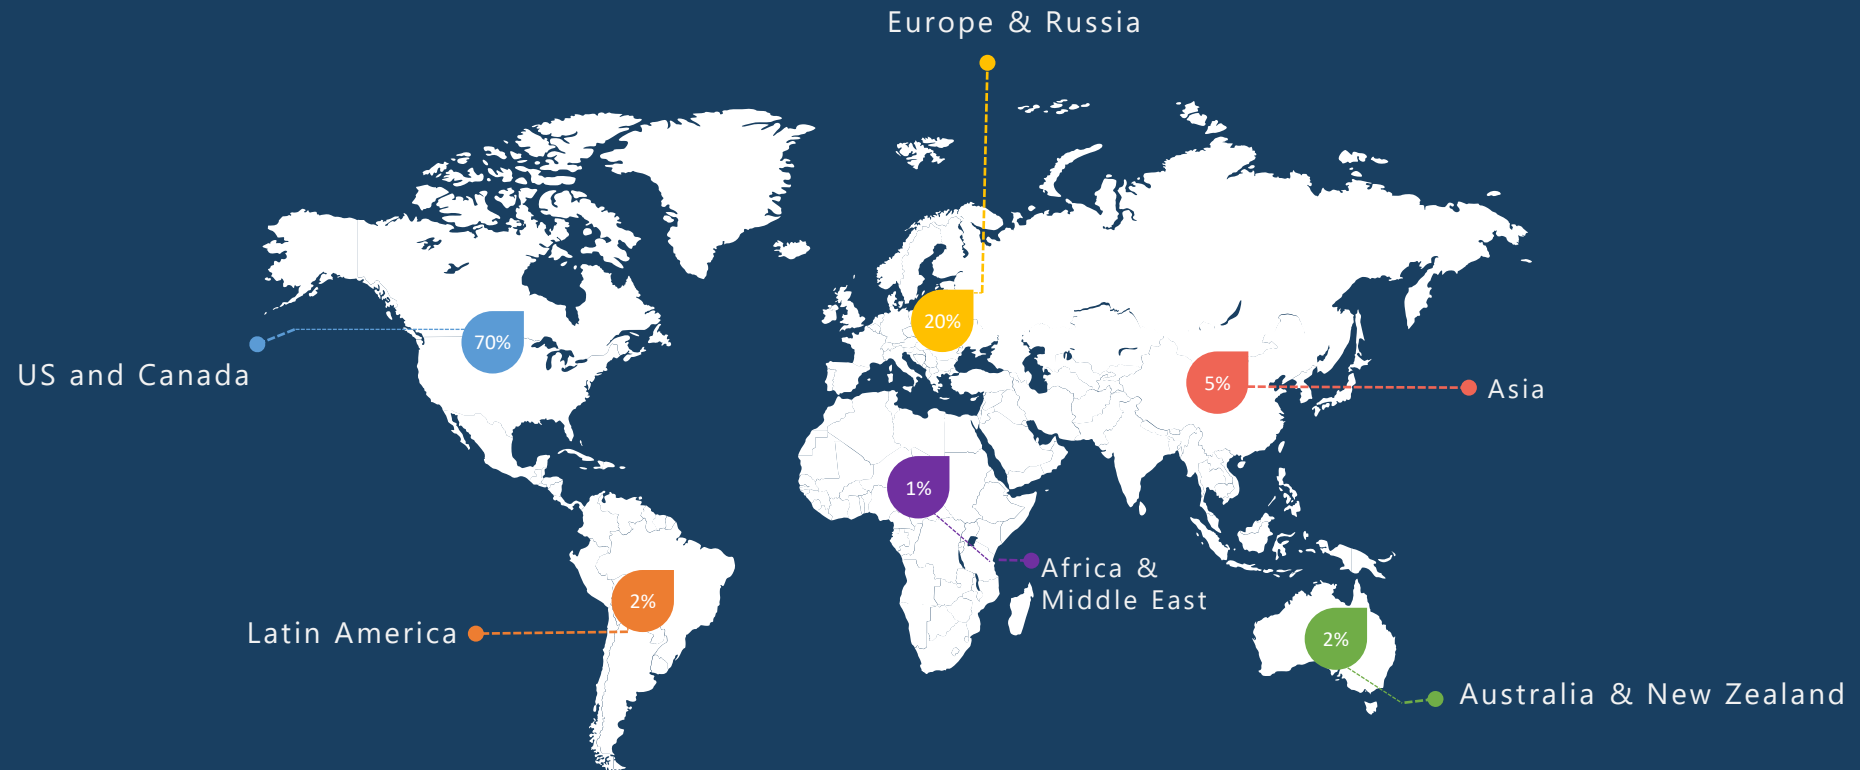 Europe & Russia
20%
70%
US and Canada
5%
Asia
1%
Africa &
Middle East
2%
Latin America
2%
Australia & New Zealand